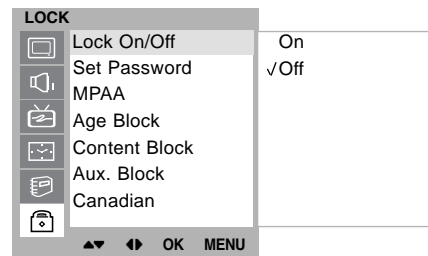 LOCK
Lock On/Off
On
Set Password
√Off
MPAA
Age Block
Content Block
Aux. Block
Canadian
▲▼ ◀▶ OK MENU